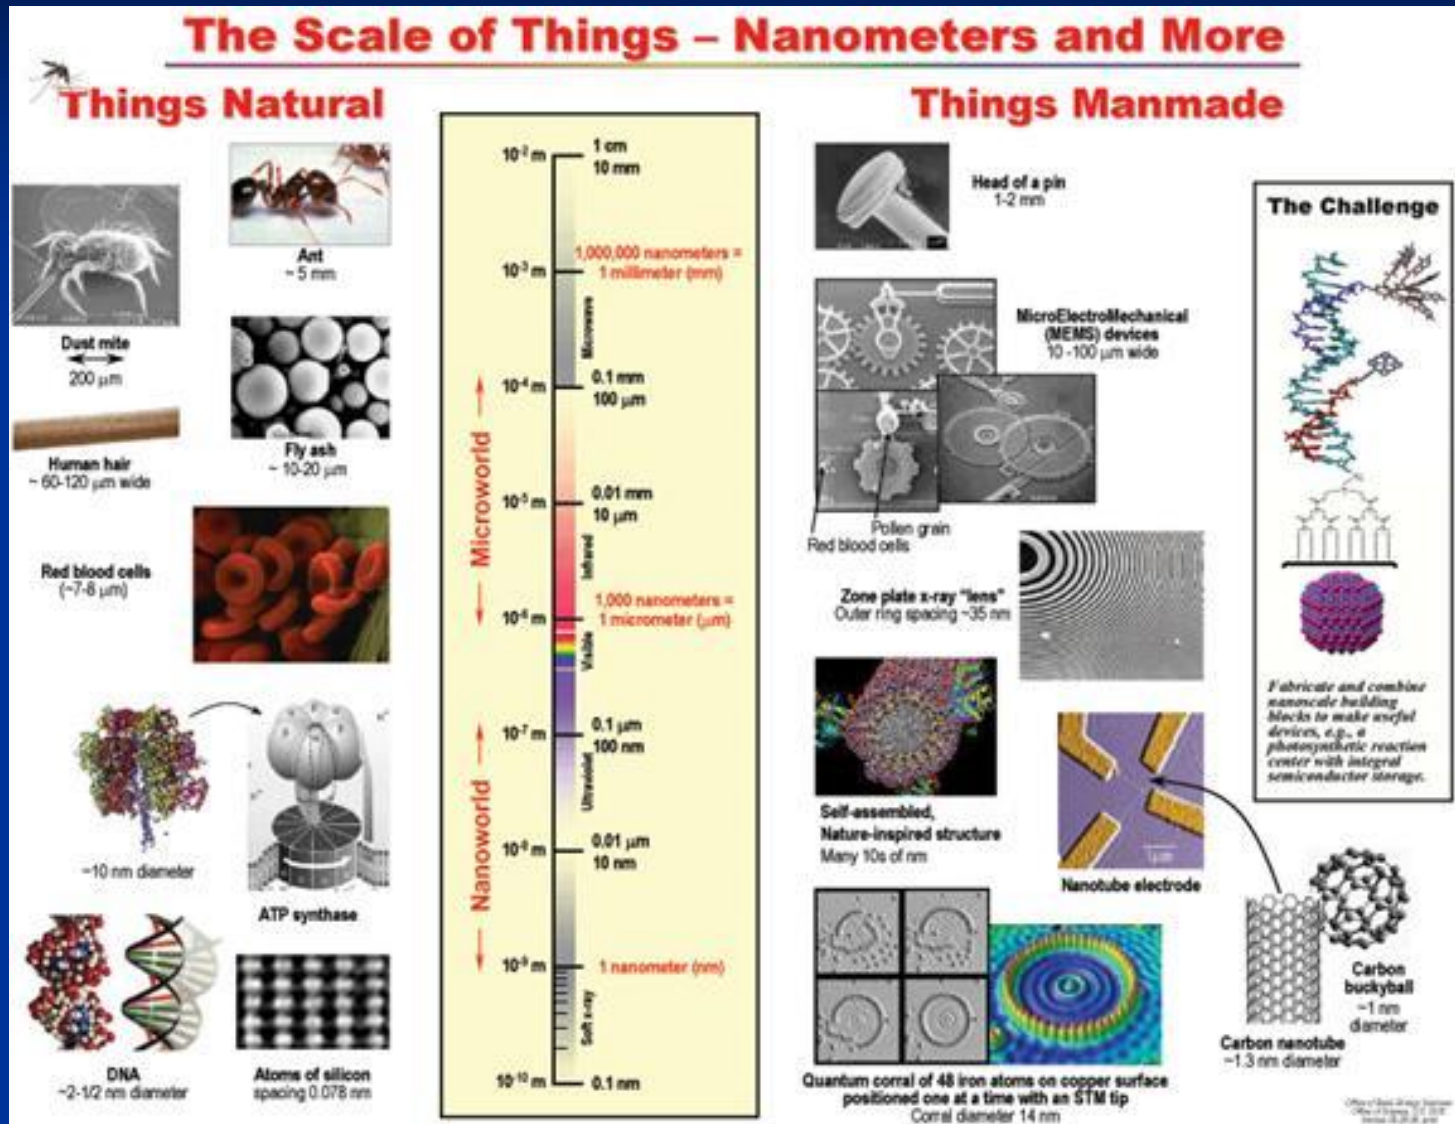 The Scale of Things – Nanometers and More
Things Natural
Dust mite
200 μm
Ant
~ 5 mm
Human hair
~ 60-120 μm wide
Fly ash
~ 10-20 μm
Red blood cells
(~7-8 μm)
~10 nm diameter
ATP synthase
DNA
~2-1/2 nm diameter
Atoms of silicon
spacing 0.078 nm
10-2 m
1 cm
10 mm
1,000,000 nanometers =
10-3 m
1 millimeter (mm)
Microwave
10-4 m
0.1 mm
100 μm
Microworld
10-5 m
0.01 mm
10 μm
Infrared
1,000 nanometers =
10-6 m
1 micrometer (μm)
Visible
10-7 m
0.1 μm
100 nm
Ultraviolet
Nanoworld
10-8 m
0.01 μm
10 nm
10-9 m
1 nanometer (nm)
Soft x-ray
10-10 m
0.1 nm
Things Manmade
Head of a pin
1-2 mm
MicroElectroMechanical
(MEMS) devices
10 -100 μm wide
Pollen grain
Red blood cells
Zone plate x-ray "lens"
Outer ring spacing ~35 nm
Self-assembled,
Nature-inspired structure
Many 10s of nm
Nanotube electrode
Carbon
buckyball
~1 nm
diameter
Carbon nanotube
~1.3 nm diameter
Quantum corral of 48 iron atoms on copper surface
positioned one at a time with an STM tip
Corral diameter 14 nm
The Challenge
Fabricate and combine
nanoscale building
blocks to make useful
devices, e.g., a
photosynthetic reaction
center with integral
semiconductor storage.